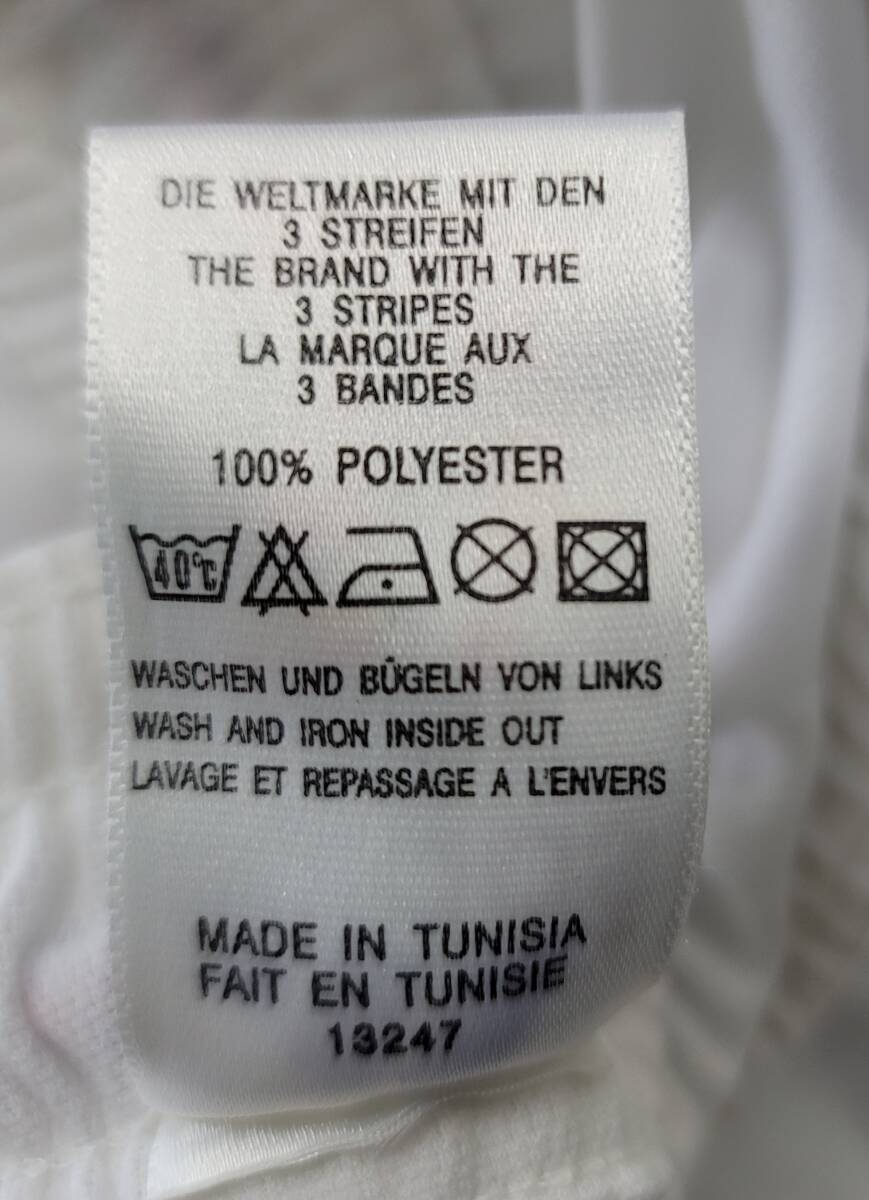 DIE WELTMARKE MIT DEN
3 STREIFEN
THE BRAND WITH THE
3 STRIPES
LA MARQUE AUX
3 BANDES
100% POLYESTER
40°C
WASCHEN UND BÜGELN VON LINKS
WASH AND IRON INSIDE OUT
LAVAGE ET REPASSAGE A L'ENVERS
MADE IN TUNISIA
FAIT EN TUNISIE
13247